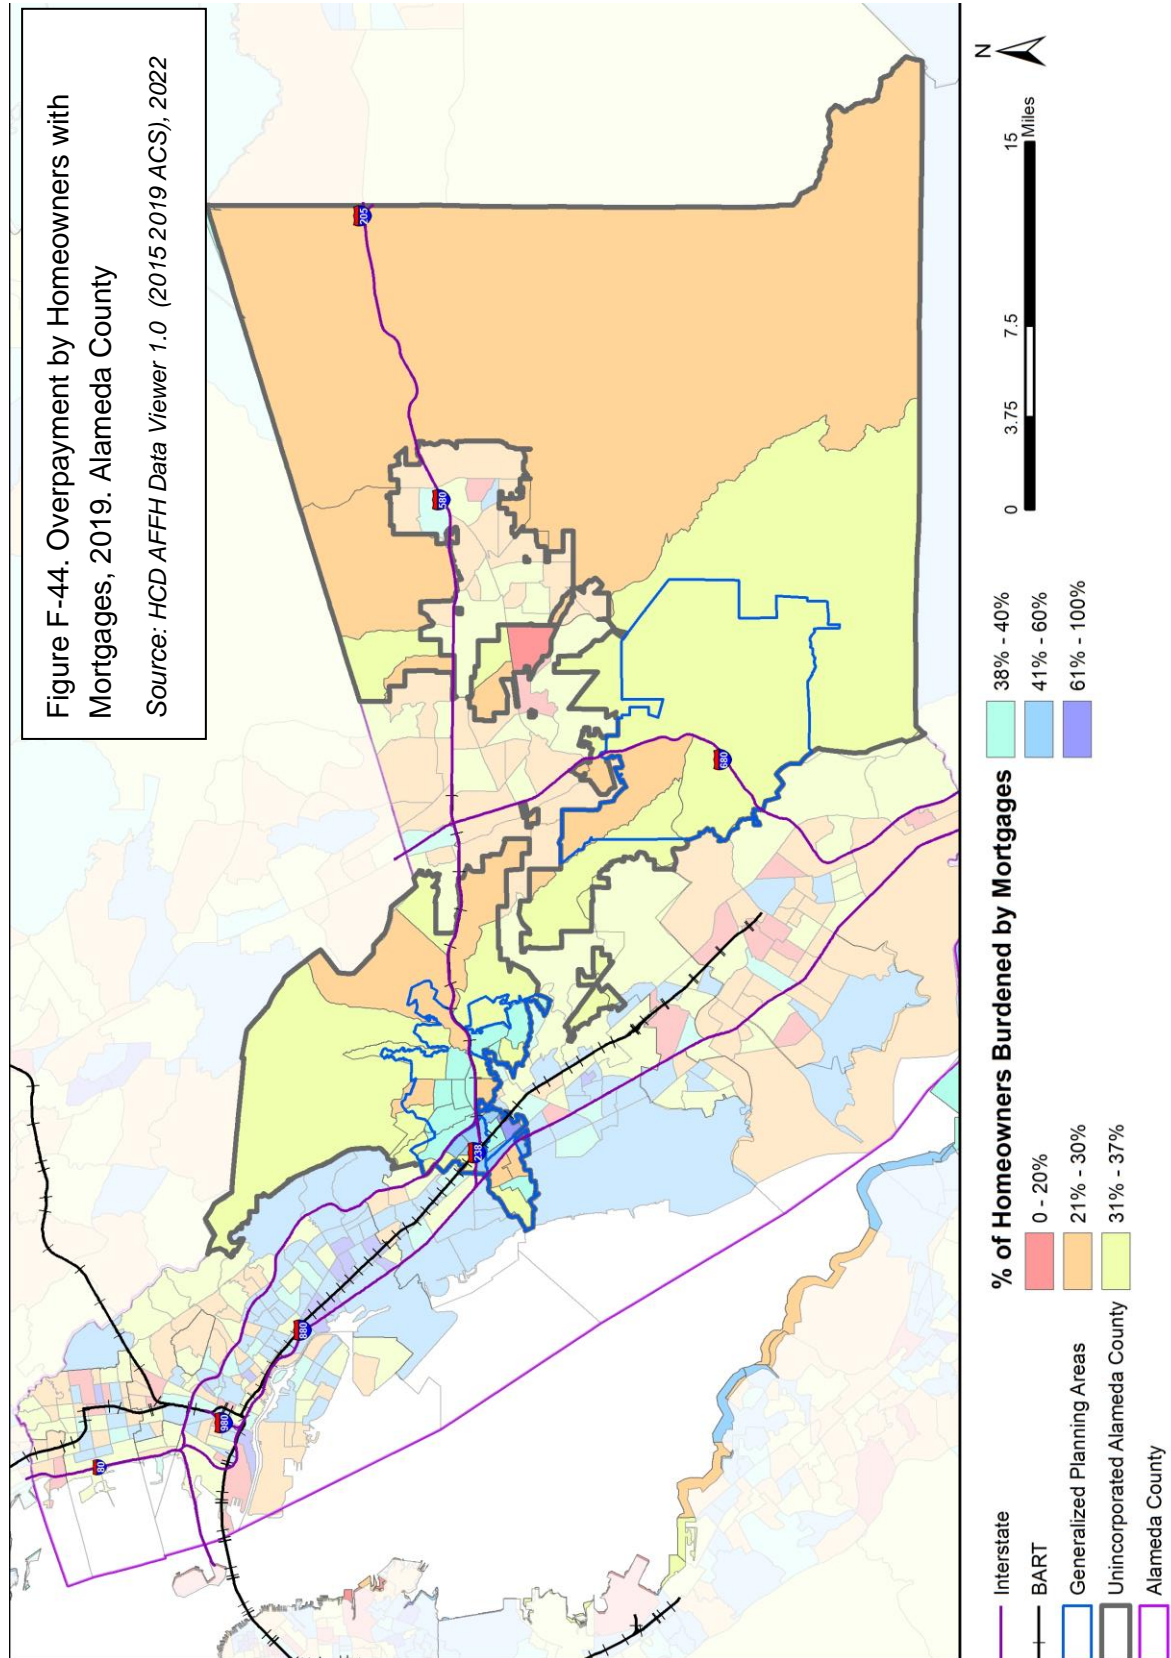 Figure F-44. Overpayment by Homeowners with
Mortgages, 2019. Alameda County
Source: HCD AFFH Data Viewer 1.0 (2015 2019 ACS), 2022
80
980
880
238
680
580
205
Interstate
BART
Generalized Planning Areas
Unincorporated Alameda County
Alameda County
% of Homeowners Burdened by Mortgages
0 - 20%
21% - 30%
31% - 37%
38% - 40%
41% - 60%
61% - 100%
0 3.75 7.5 15
Miles
N